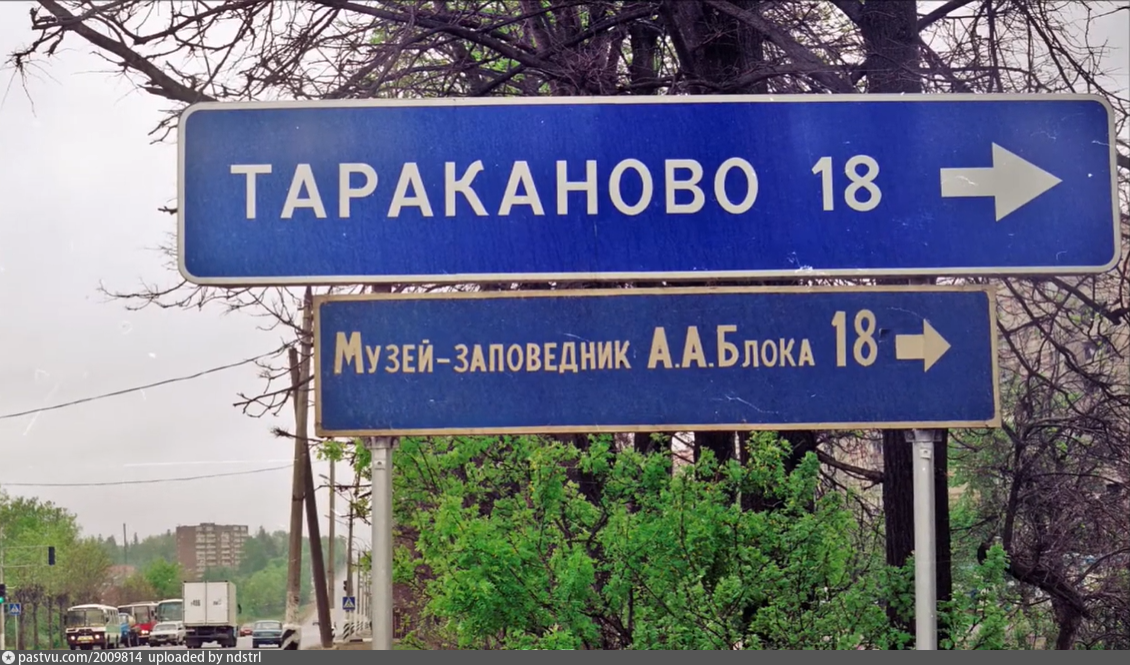 ТАРАКАНОВО 18
Музей-заповедник А.А.Блока 18
pastvu.com/2009814 uploaded by ndstrl